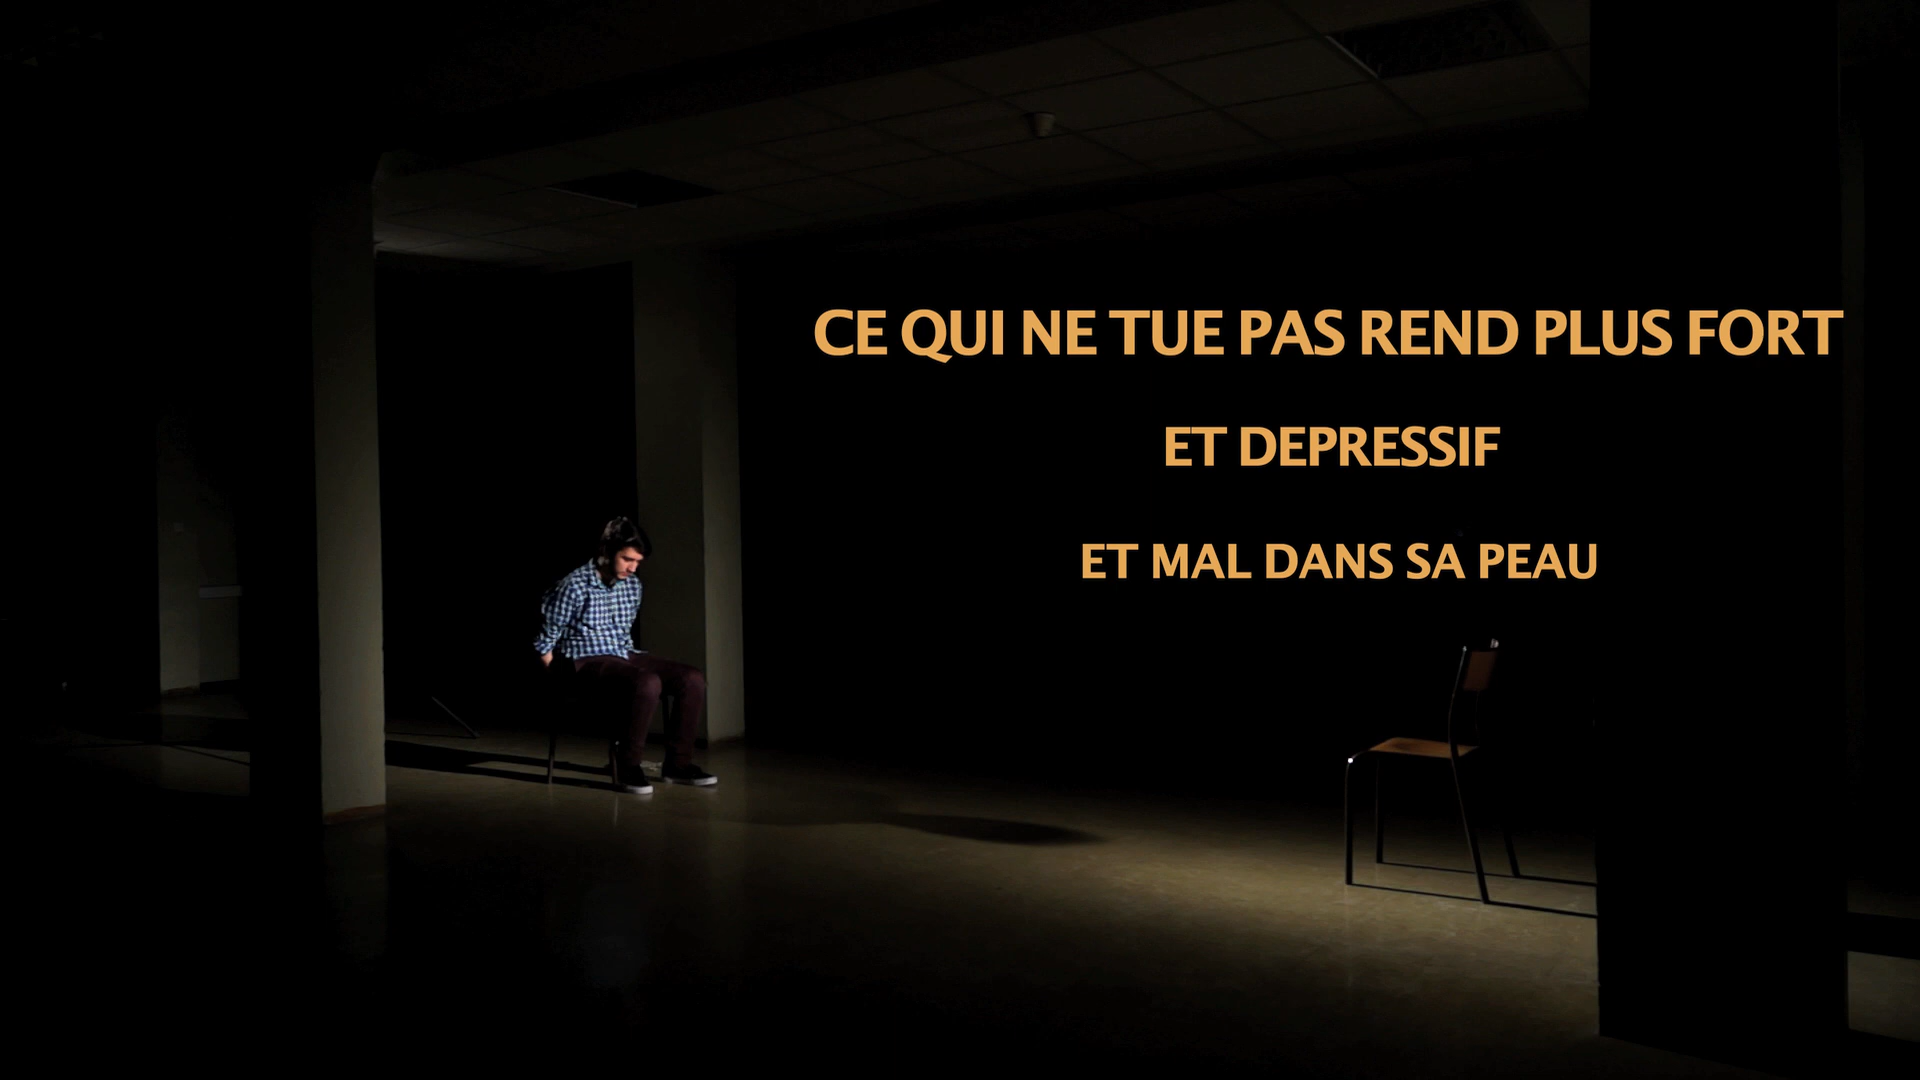 CE QUI NE TUE PAS REND PLUS FORT
ET DEPRESSIF
ET MAL DANS SA PEAU